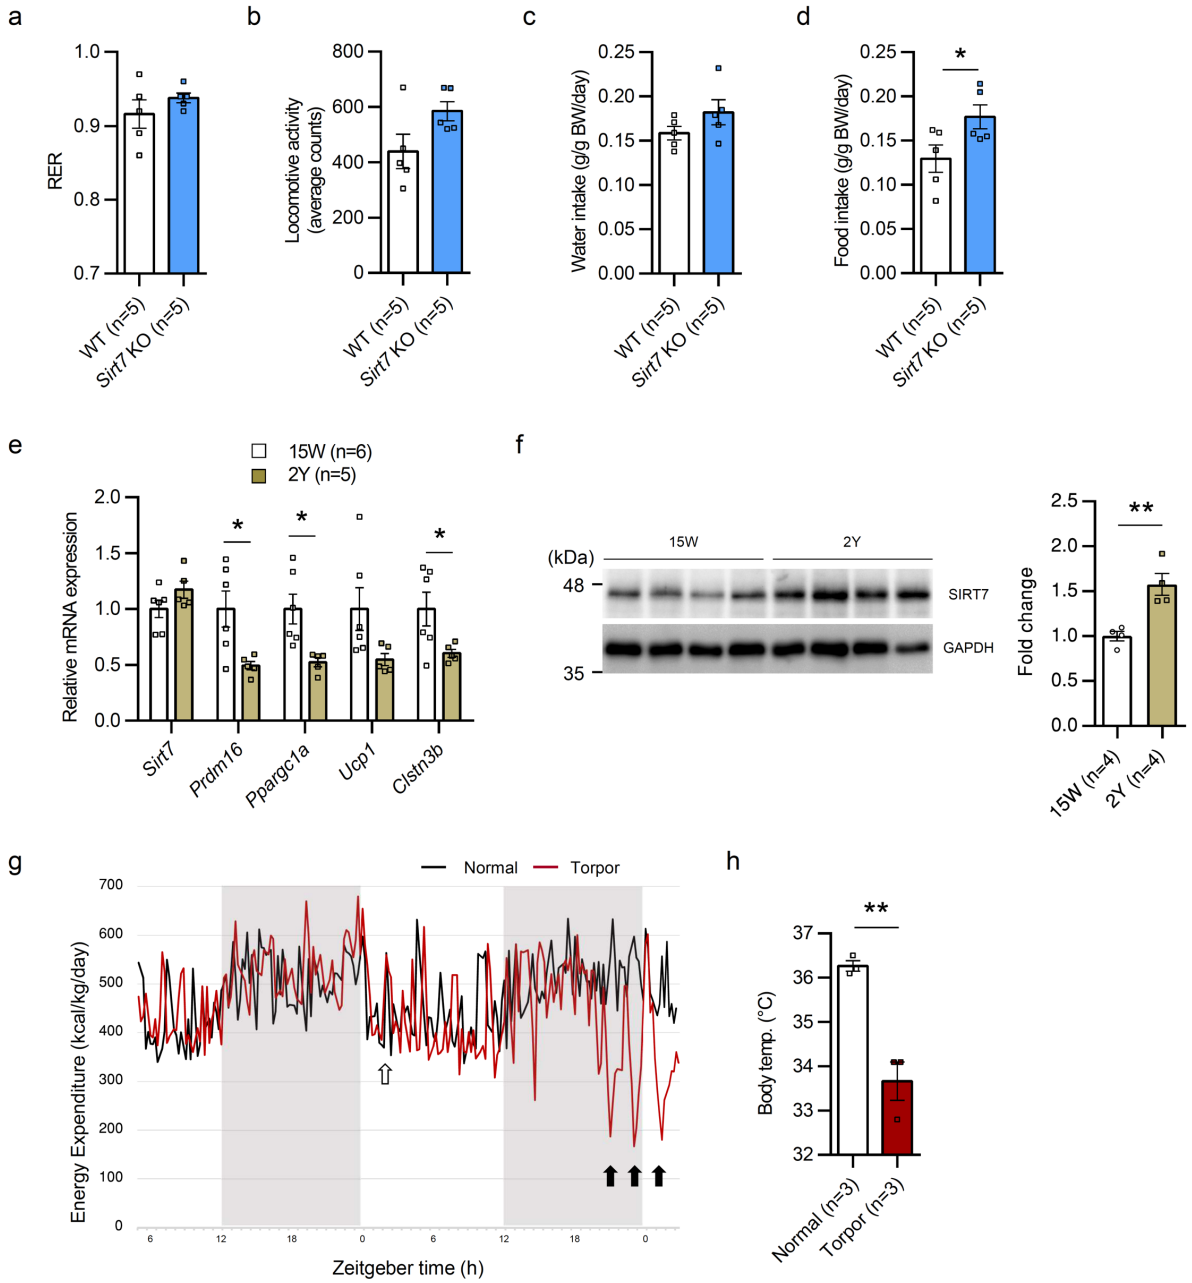 a
b
c
d
1.0
0.9
0.8
0.7
RER
WT (n=5)
Sirt7 KO (n=5)
800
600
400
200
0
Locomotive activity
(average counts)
WT (n=5)
Sirt7 KO (n=5)
0.25
0.20
0.15
0.10
0.05
0.00
Water intake (g/g BW/day)
WT (n=5)
Sirt7 KO (n=5)
0.25
0.20
0.15
0.10
0.05
0.00
Food intake (g/g BW/day)
*
WT (n=5)
Sirt7 KO (n=5)
e
15W (n=6)
2Y (n=5)
2.0
1.5
1.0
0.5
0.0
Relative mRNA expression
*
*
*
Sirt7
Prdm16
Ppargc1a
Ucp1
Clstn3b
f
(kDa)
15W
2Y
48
35
SIRT7
GAPDH
2.5
2.0
1.5
1.0
0.5
0.0
Fold change
**
15W (n=4)
2Y (n=4)
g
Normal
Torpor
700
600
500
400
300
200
100
0
Energy Expenditure (kcal/kg/day)
6
12
18
0
6
12
18
0
Zeitgeber time (h)
h
**
37
36
34
33
32
Body temp. (°C)
Normal (n=3)
Torpor (n=3)